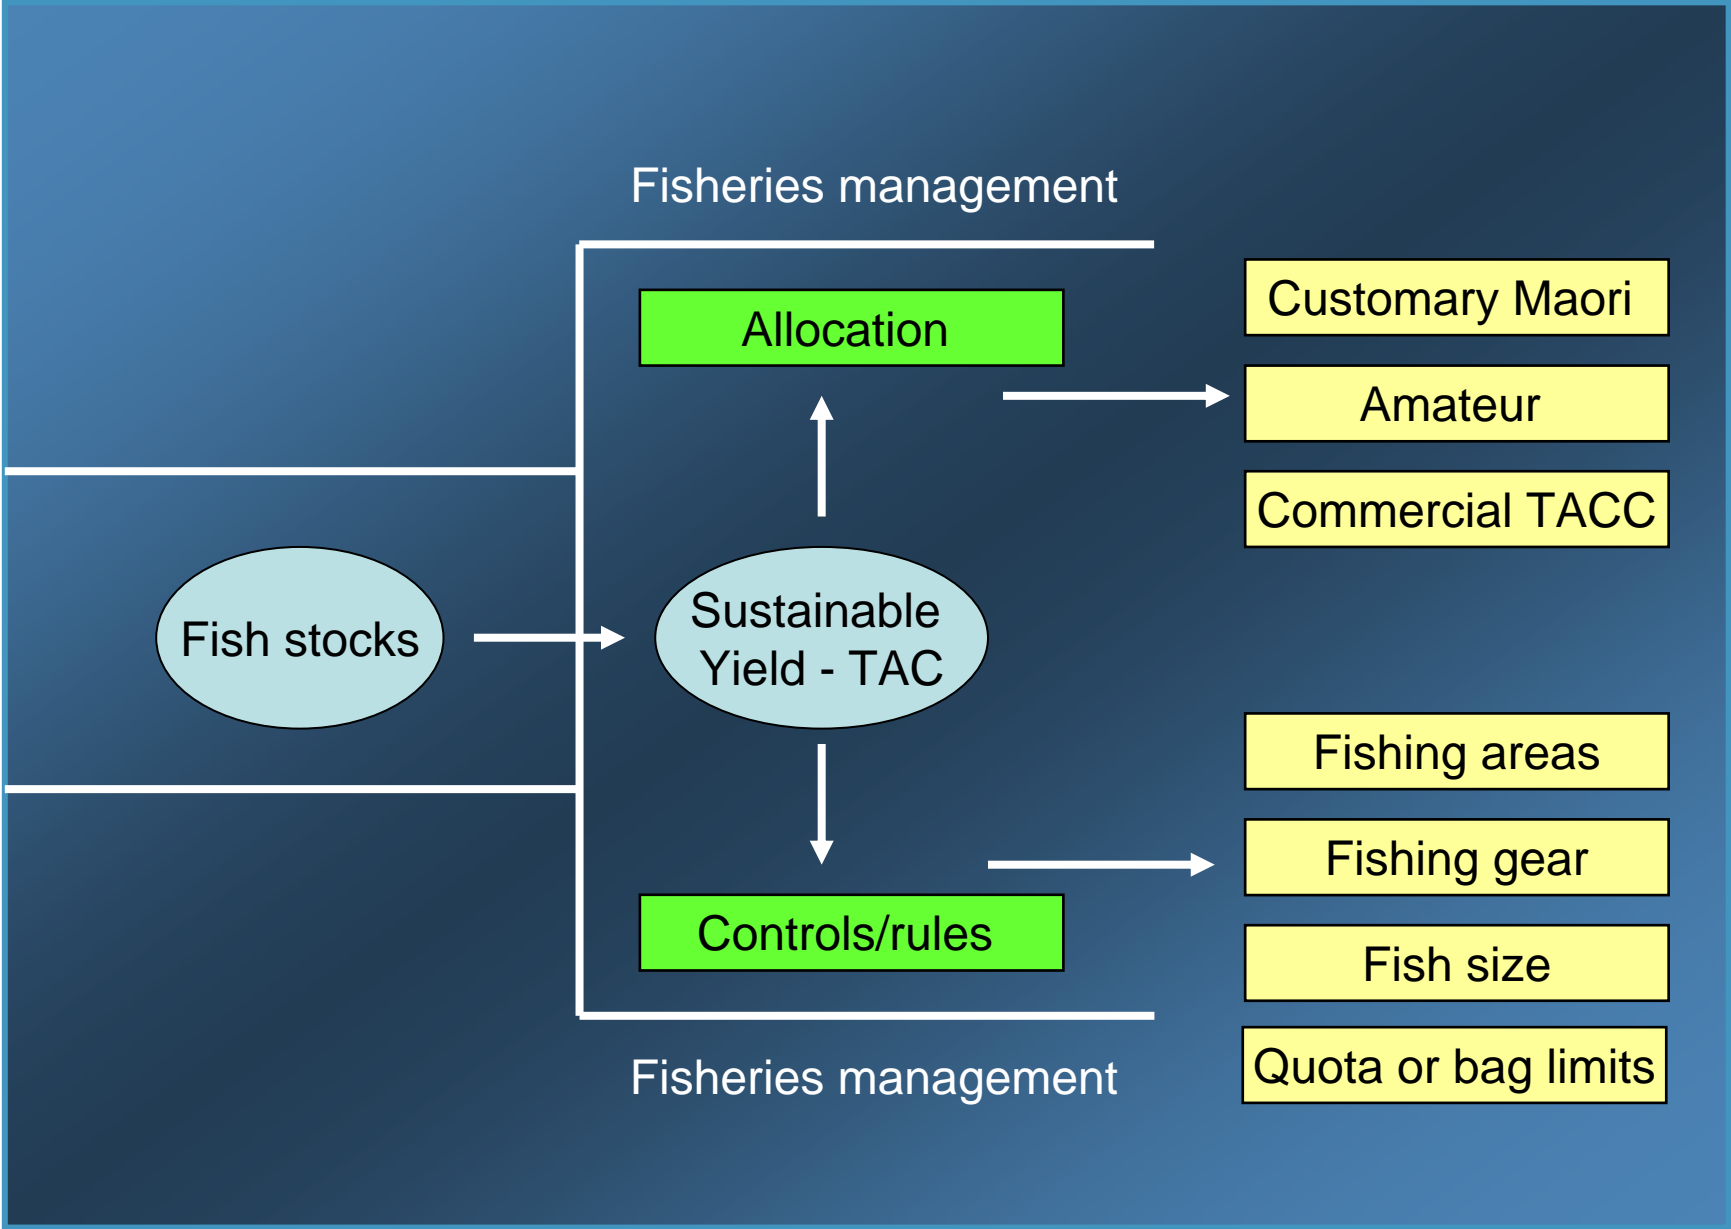 Fisheries management
Allocation
Customary Maori
Amateur
Commercial TACC
Fish stocks
Sustainable
Yield - TAC
Controls/rules
Fishing areas
Fishing gear
Fish size
Quota or bag limits
Fisheries management